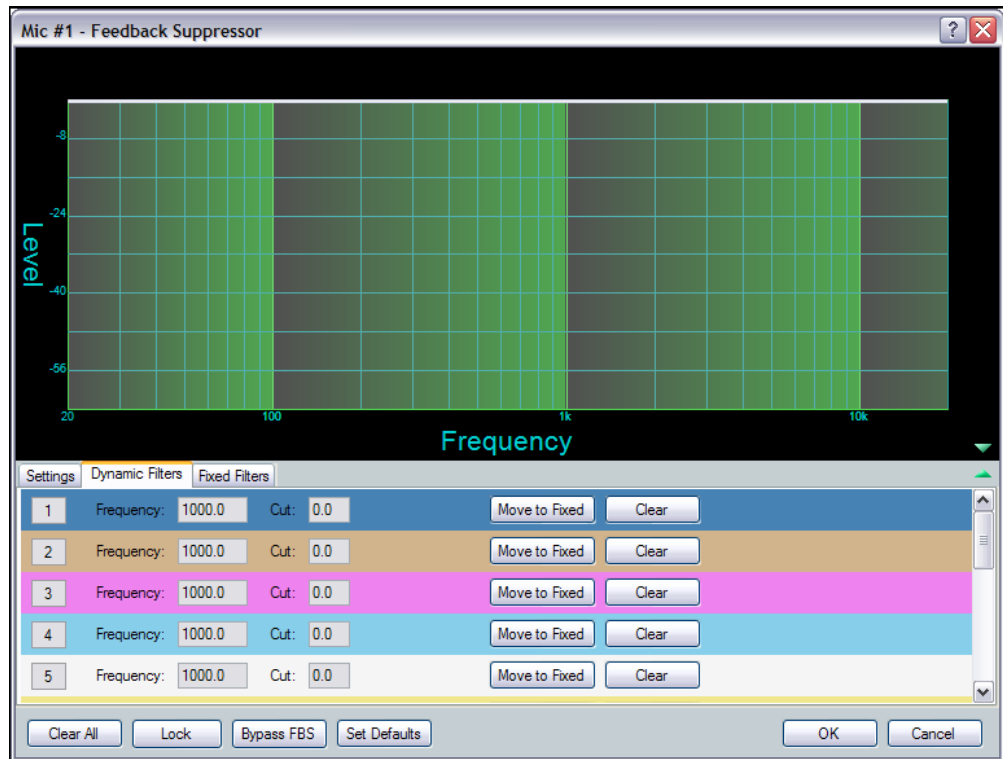 Mic #1 - Feedback Suppressor
?
-8
-24
-40
-56
Level
20 100 1k 10k
Frequency
Settings Dynamic Filters Fixed Filters
1 Frequency: 1000.0 Cut: 0.0 Move to Fixed Clear
2 Frequency: 1000.0 Cut: 0.0 Move to Fixed Clear
3 Frequency: 1000.0 Cut: 0.0 Move to Fixed Clear
4 Frequency: 1000.0 Cut: 0.0 Move to Fixed Clear
5 Frequency: 1000.0 Cut: 0.0 Move to Fixed Clear
Clear All Lock Bypass FBS Set Defaults OK Cancel